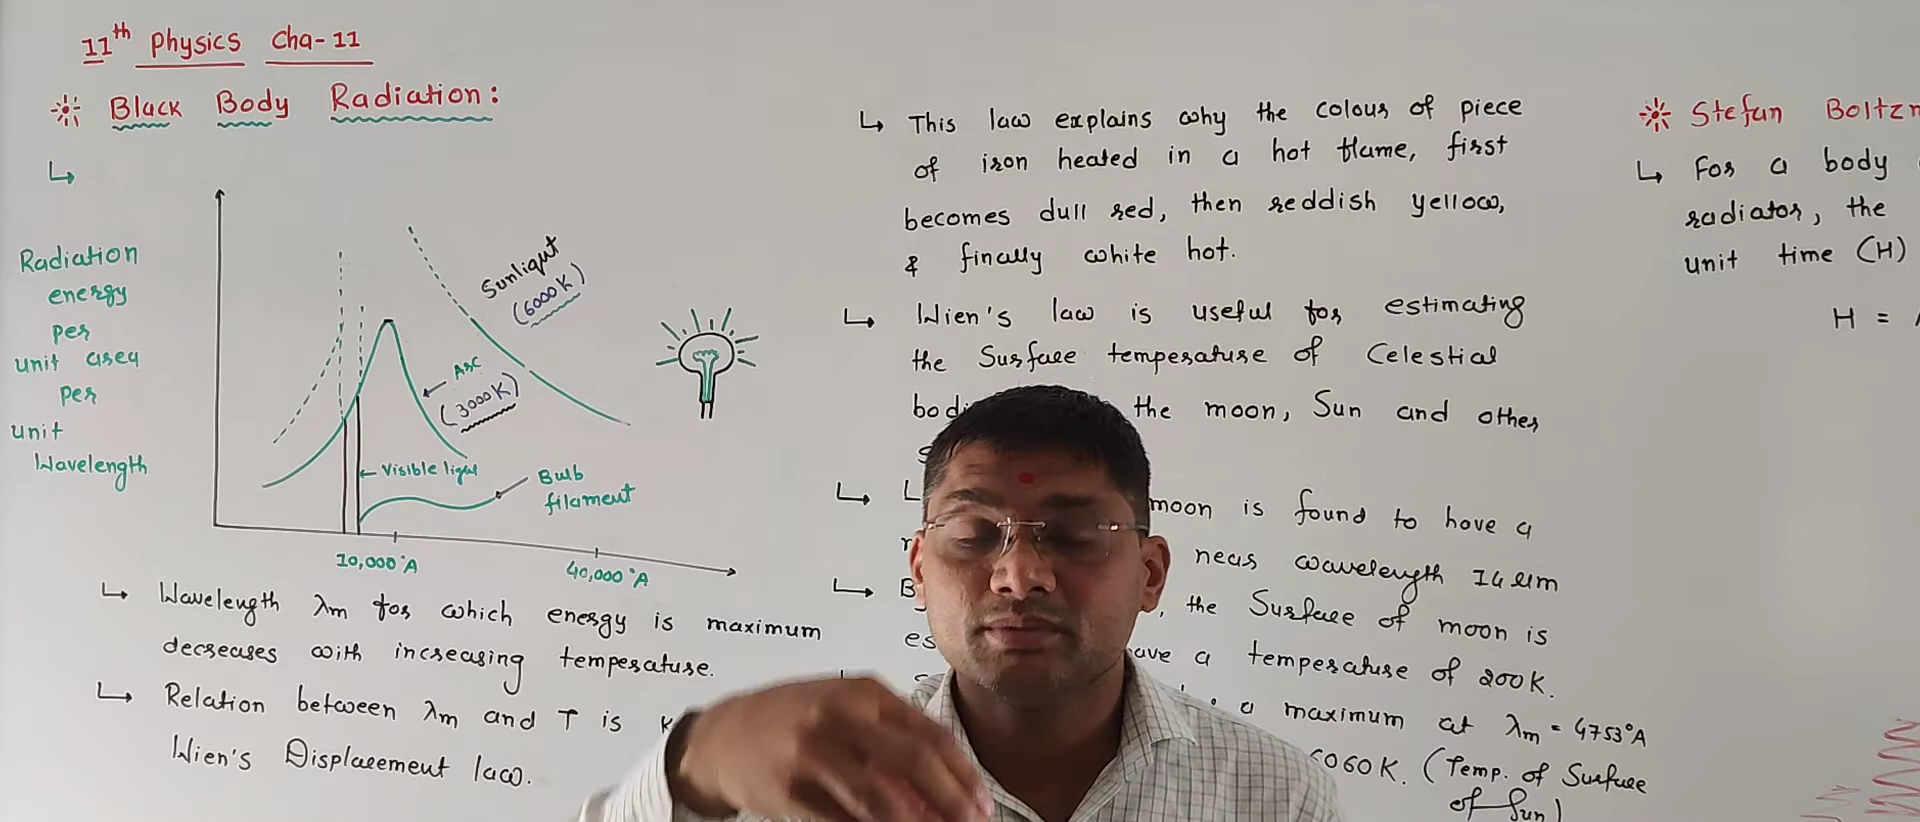 11th Physics Cha-11
Black Body Radiation:
Radiation
energy
per
unit area
per
unit
Wavelength
Sunlight
(6000K)
Arc
(3000K)
Visible light
Bulb
filament
10,000°A
40,000°A
Wavelength λm for which energy is maximum
decreases with increasing temperature.
Relation between λm and T is
Wien's Displacement law.
This law explains why the colour of piece
of iron heated in a hot flame, first
becomes dull red, then reddish yellow,
& finally white hot.
Wien's law is useful for estimating
the Surface temperature of Celestial
the moon, Sun and other
moon is found to have a
near wavelength 14 μm
, the Surface of moon is
a temperature of 200K.
a maximum at λm = 4753°A
6060K. (Temp. of Surface
of Sun)
Stefan
For a body
radiator, the
unit time (H)
H =